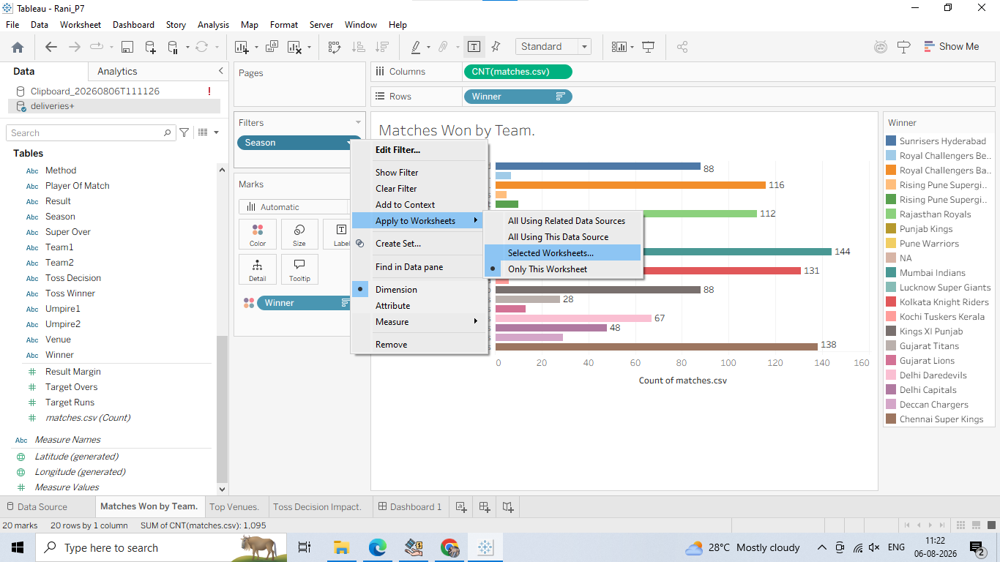 Tableau - Rani_P7
File Data Worksheet Dashboard Story Analysis Map Format Server Window Help
Standard
Show Me
Data Analytics
Clipboard_20260806T111126 !
deliveries+
Search
Tables
Abc Method
Abc Player Of Match
Abc Result
Abc Season
Abc Super Over
Abc Team1
Abc Team2
Abc Toss Decision
Abc Toss Winner
Abc Umpire1
Abc Umpire2
Abc Venue
Abc Winner
# Result Margin
# Target Overs
# Target Runs
# matches.csv (Count)
Abc Measure Names
Latitude (generated)
Longitude (generated)
# Measure Values
Pages
Filters
Season
Marks
Automatic
Color Size Label
Detail Tooltip
Winner
Columns CNT(matches.csv)
Rows Winner
Matches Won by Team.
Edit Filter...
Show Filter
Clear Filter
Add to Context
Apply to Worksheets
Create Set...
Find in Data pane
Dimension
Attribute
Measure
Remove
All Using Related Data Sources
All Using This Data Source
Selected Worksheets...
Only This Worksheet
88
116
112
144
131
88
28
67
48
138
0 20 40 60 80 100 120 140 160
Count of matches.csv
Winner
Sunrisers Hyderabad
Royal Challengers Be..
Royal Challengers Ba..
Rising Pune Supergi..
Rising Pune Supergi..
Rajasthan Royals
Punjab Kings
Pune Warriors
NA
Mumbai Indians
Lucknow Super Giants
Kolkata Knight Riders
Kochi Tuskers Kerala
Kings XI Punjab
Gujarat Titans
Gujarat Lions
Delhi Daredevils
Delhi Capitals
Deccan Chargers
Chennai Super Kings
Data Source Matches Won by Team. Top Venues. Toss Decision Impact. Dashboard 1
20 marks 20 rows by 1 column SUM of CNT(matches.csv): 1,095
Type here to search
28°C Mostly cloudy
ENG
11:22
06-08-2026
2